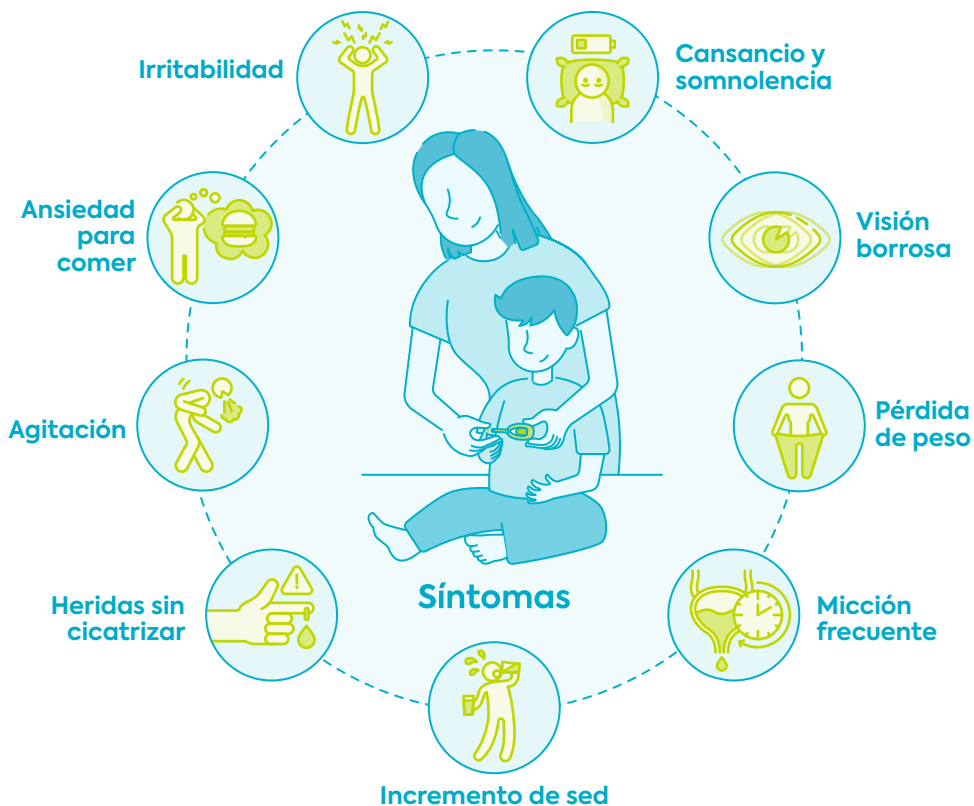 Irritabilidad
Cansancio y
somnolencia
Visión
borrosa
Pérdida
de peso
Micción
frecuente
Incremento de sed
Heridas sin
cicatrizar
Agitación
Ansiedad
para
comer
Síntomas